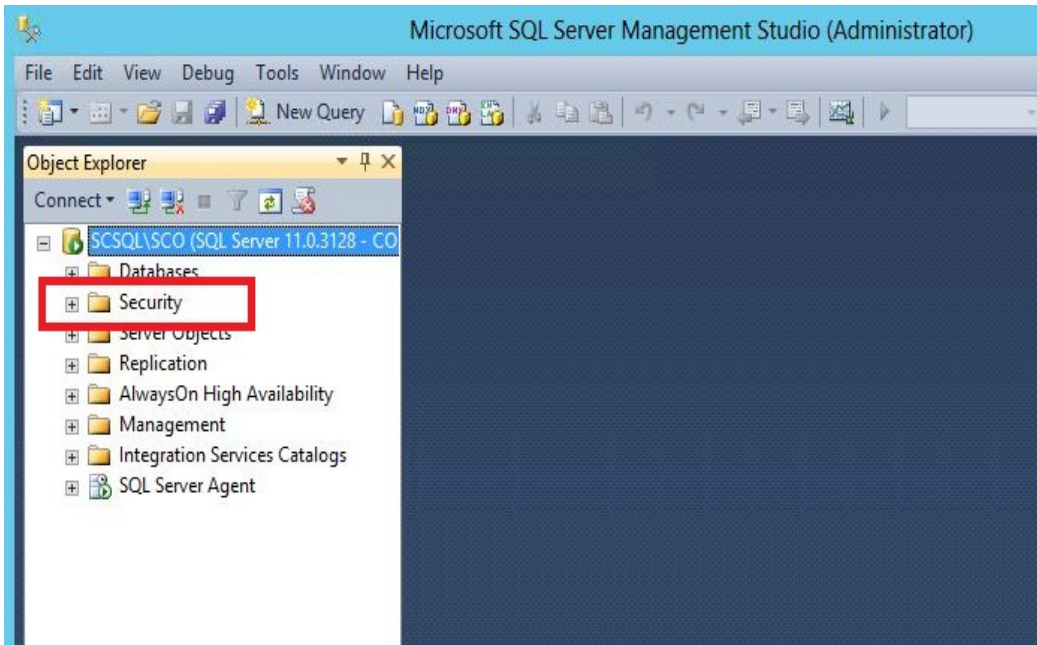 Microsoft SQL Server Management Studio (Administrator)
File Edit View Debug Tools Window Help
New Query
Object Explorer
Connect
SCSQL\SCO (SQL Server 11.0.3128 - CO
Databases
Security
Server Objects
Replication
AlwaysOn High Availability
Management
Integration Services Catalogs
SQL Server Agent